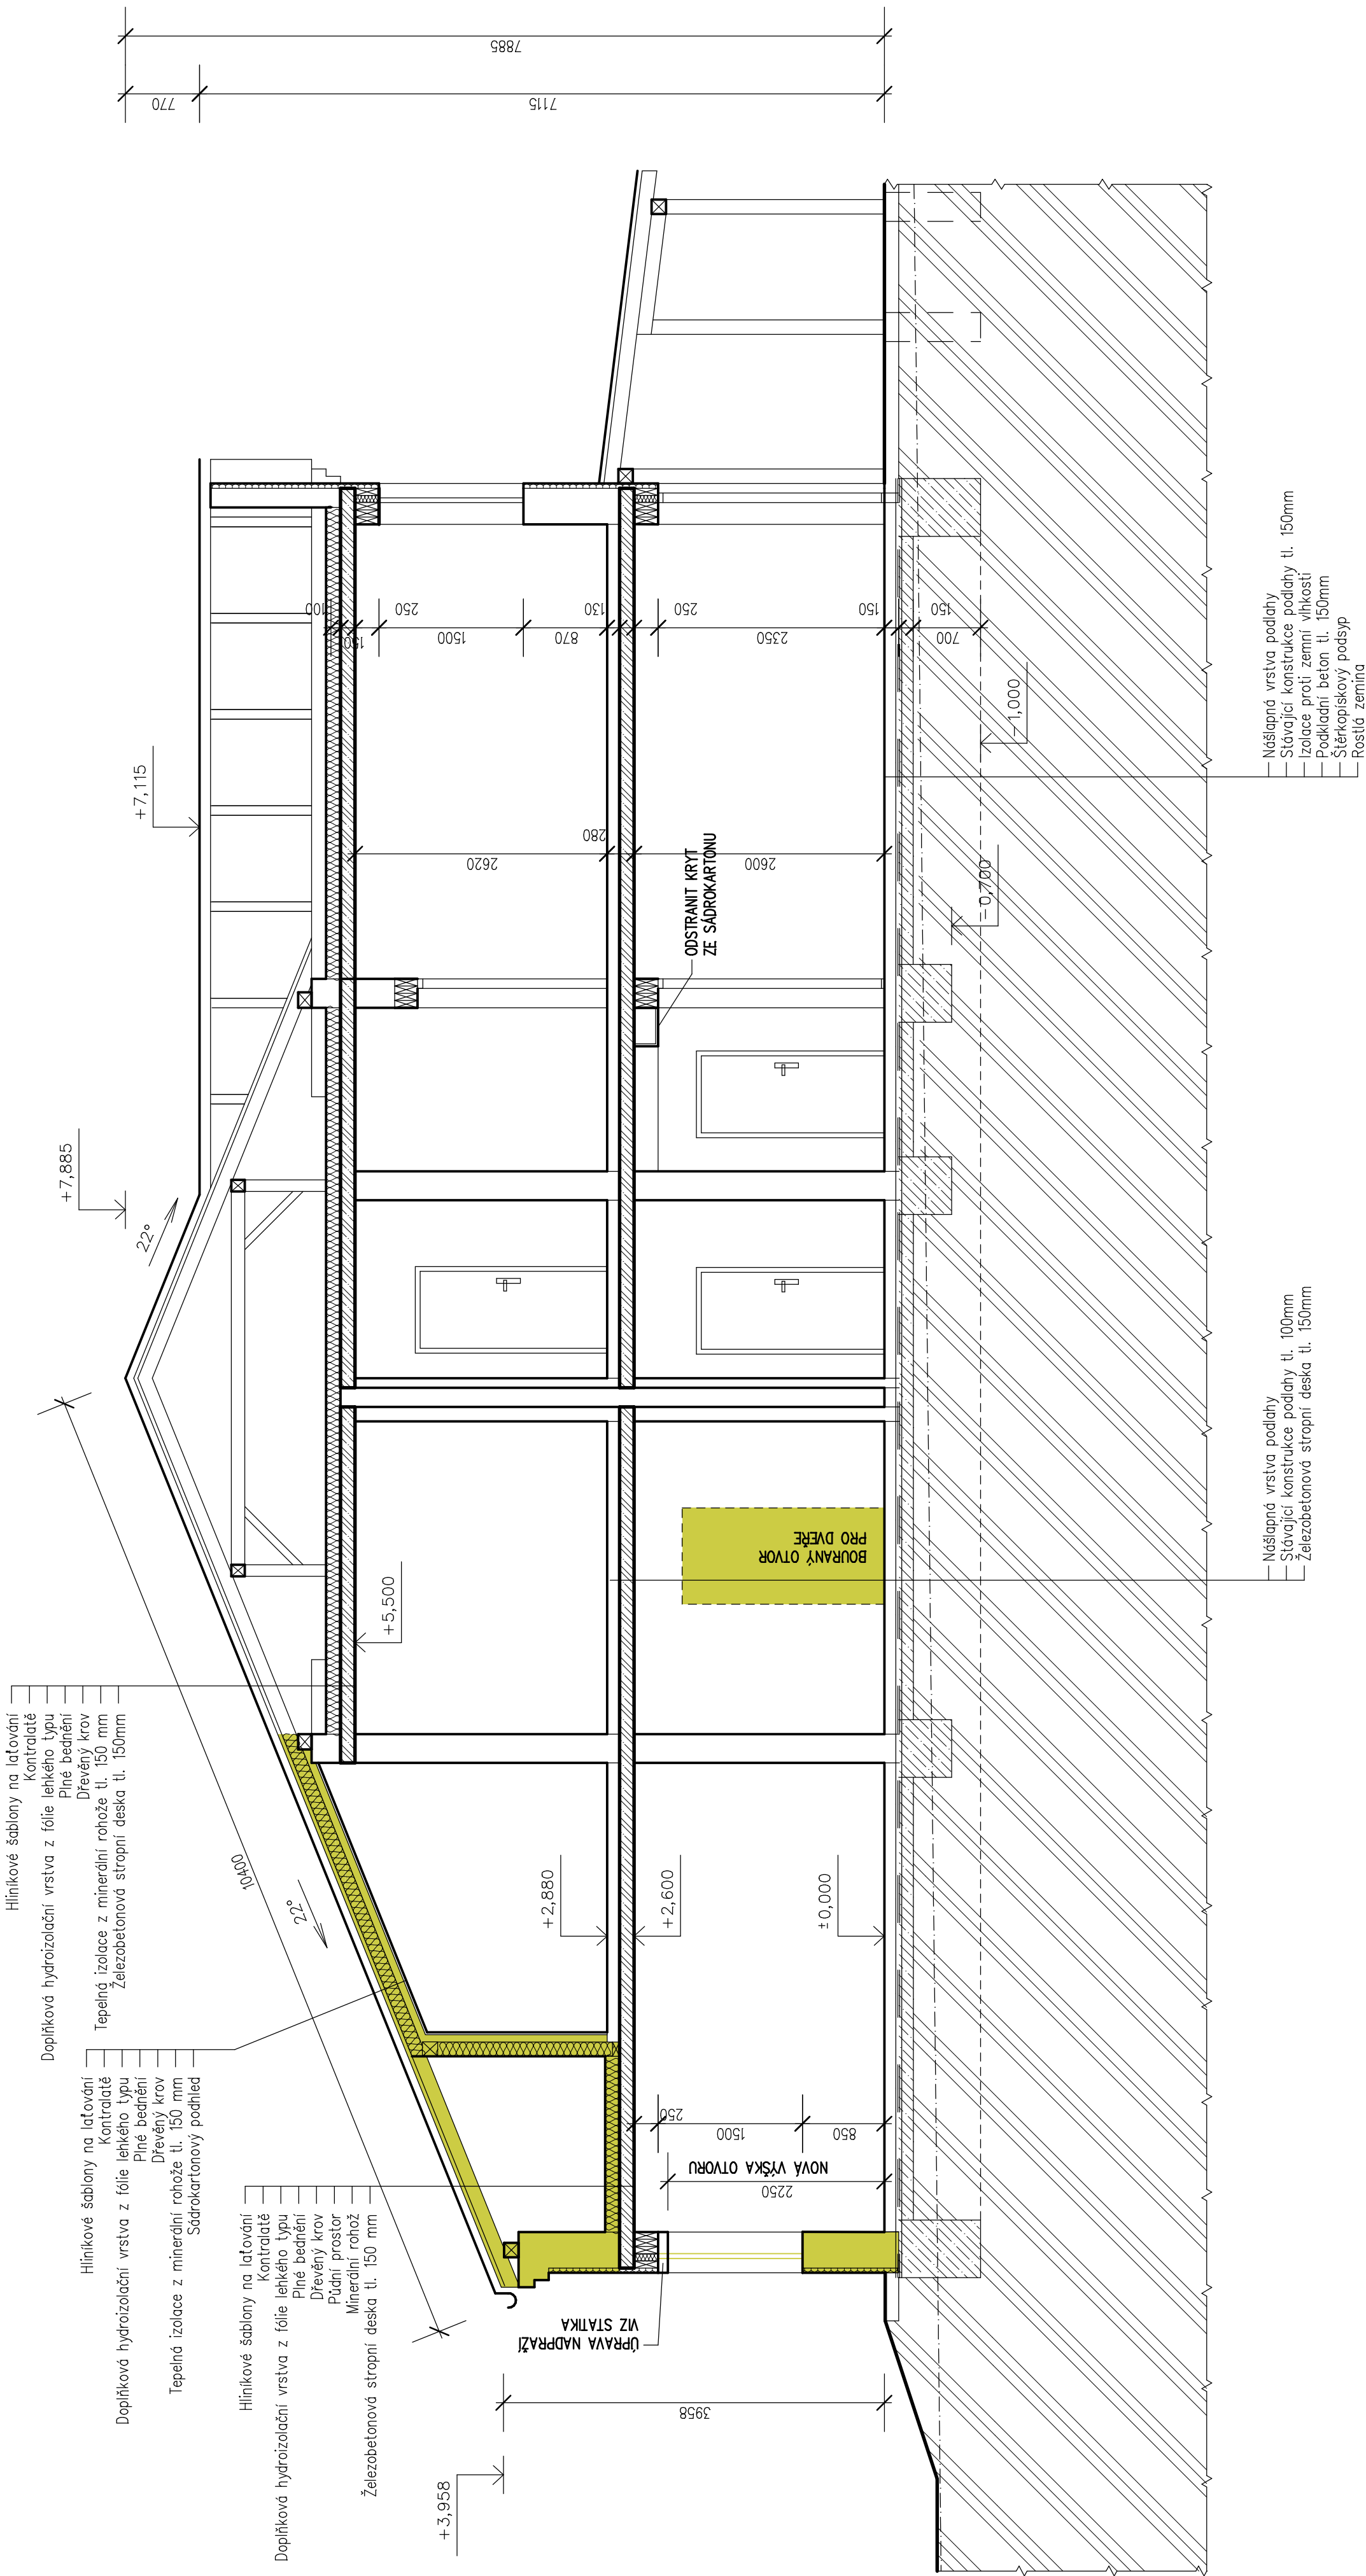 Hliníkové šablony na laťování
Kontralatě
Doplňková hydroizolační vrstva z fólie lehkého typu
Plné bednění
Dřevěný krov
Tepelná izolace z minerální rohože tl. 150 mm
Železobetonová stropní deska tl. 150mm
Hliníkové šablony na laťování
Kontralatě
Doplňková hydroizolační vrstva z fólie lehkého typu
Plné bednění
Dřevěný krov
Tepelná izolace z minerální rohože tl. 150 mm
Sádrokartonový podhled
Hliníkové šablony na laťování
Kontralatě
Doplňková hydroizolační vrstva z fólie lehkého typu
Plné bednění
Dřevěný krov
Půdní prostor
Minerální rohož
Železobetonová stropní deska tl. 150 mm
+3,958
3958
ÚPRAVA NADPRAŽÍ
VIZ STATIKA
10400
22°
22°
+7,885
+7,115
770
7115
7885
+5,500
+2,880
+2,600
±0,000
NOVÁ VÝŠKA OTVORU
2250
250
1500
850
BOURANÝ OTVOR
PRO DVEŘE
ODSTRANIT KRYT
ZE SÁDROKARTONU
2620
280
2600
100
150
250
1500
870
130
250
2350
150
150
700
-0,700
-1,000
Nášlapná vrstva podlahy
Stávající konstrukce podlahy tl. 100mm
Železobetonová stropní deska tl. 150mm
Nášlapná vrstva podlahy
Stávající konstrukce podlahy tl. 150mm
Izolace proti zemní vlhkosti
Podkladní beton tl. 150mm
Štěrkopískový podsyp
Rostlá zemina